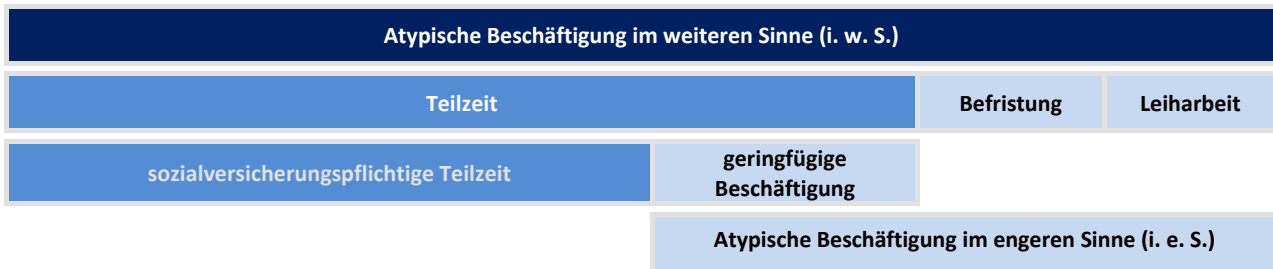 Atypische Beschäftigung im weiteren Sinne (i. w. S.)
Teilzeit
Befristung
Leiharbeit
sozialversicherungspflichtige Teilzeit
geringfügige
Beschäftigung
Atypische Beschäftigung im engeren Sinne (i. e. S.)